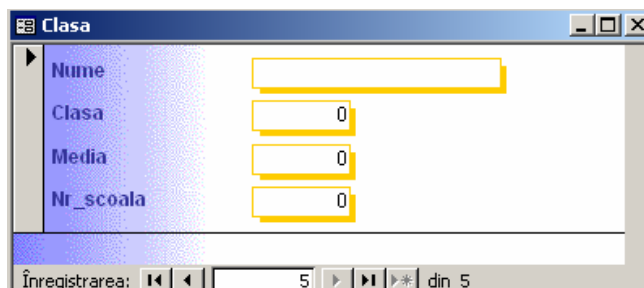 Clasa
Nume
Clasa 0
Media 0
Nr_scoala 0
Înregistrarea: 5 din 5